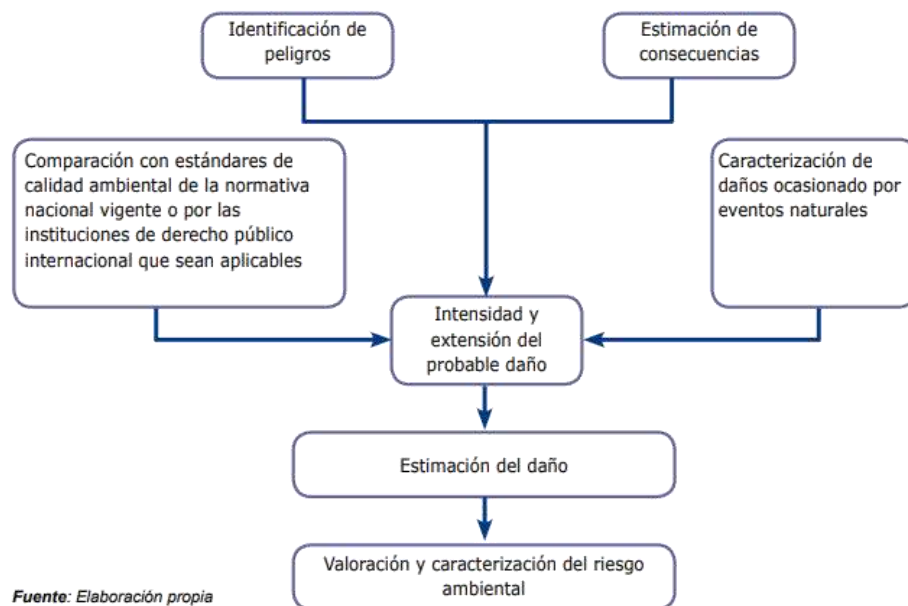 Identificación de
peligros
Estimación de
consecuencias
Comparación con estándares de
calidad ambiental de la normativa
nacional vigente o por las
instituciones de derecho público
internacional que sean aplicables
Caracterización de
daños ocasionado por
eventos naturales
Intensidad y
extensión del
probable daño
Estimación del daño
Valoración y caracterización del riesgo
ambiental
Fuente: Elaboración propia